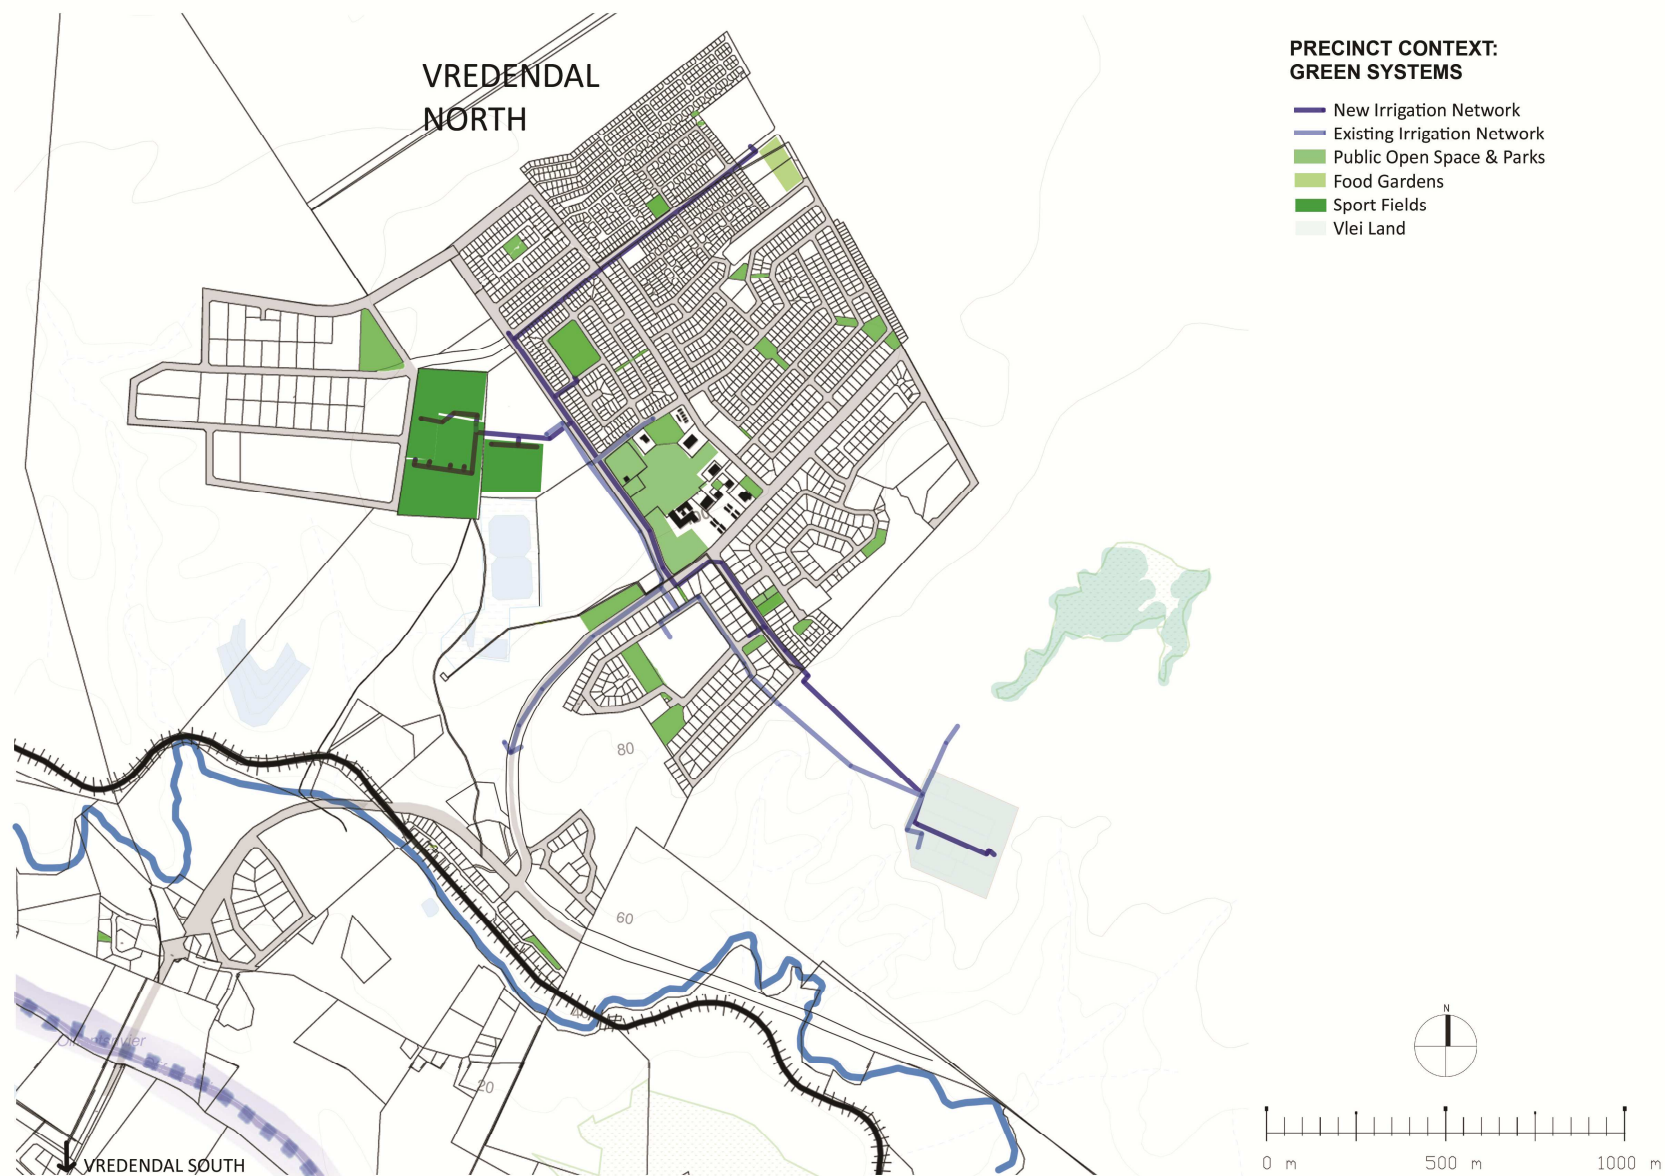 VREDENDAL
NORTH
PRECINCT CONTEXT:
GREEN SYSTEMS
New Irrigation Network
Existing Irrigation Network
Public Open Space & Parks
Food Gardens
Sport Fields
Vlei Land
80
60
20
VREDENDAL SOUTH
N
0 m
500 m
1000 m